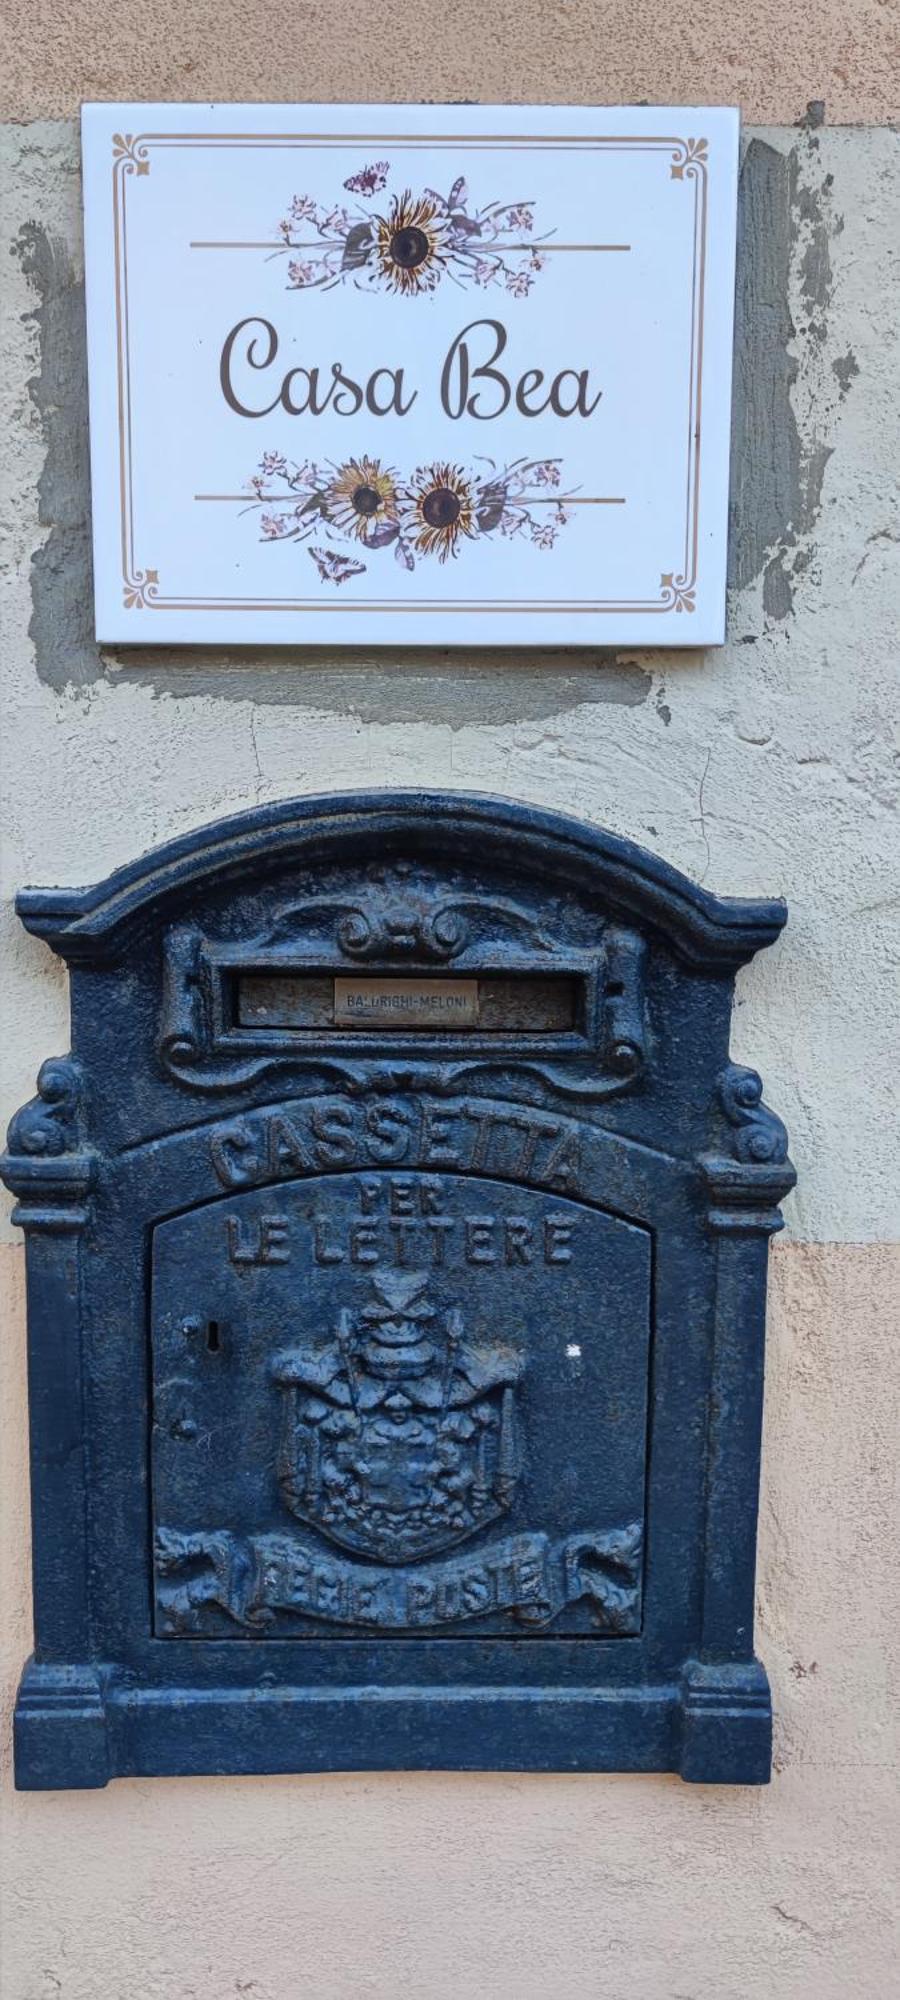 Casa Bea
BALDRIGHI-MELONI
CASSETTA
PER
LE LETTERE
REGIE POSTE